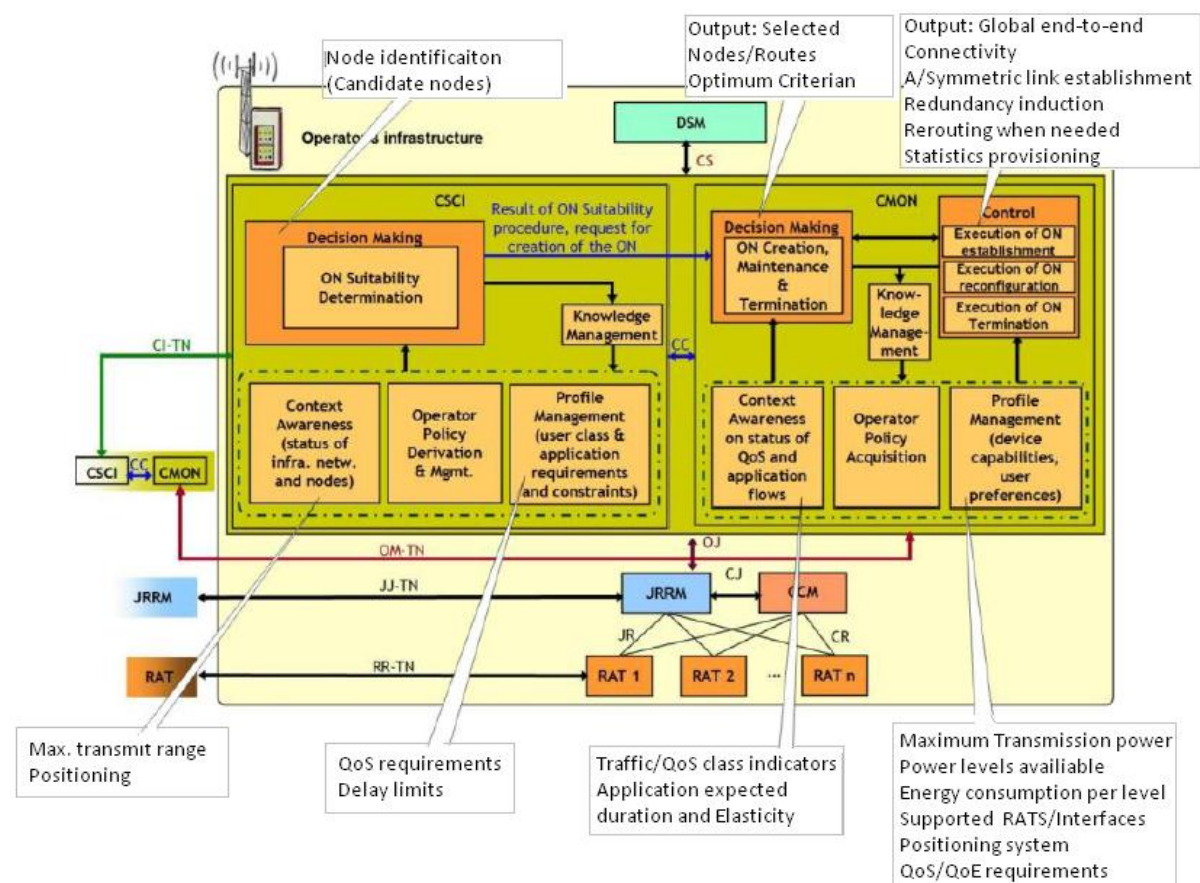 Node identificaiton
(Candidate nodes)
Output: Selected
Nodes/Routes
Optimum Criterian
Output: Global end-to-end
Connectivity
A/Symmetric link establishment
Redundancy induction
Rerouting when needed
Statistics provisioning
Operator's infrastructure
DSM
CS
CSCI
Decision Making
ON Suitability
Determination
Result of ON Suitability
procedure, request for
creation of the ON
Knowledge
Management
Context
Awareness
(status of
infra. netw.
and nodes)
Operator
Policy
Derivation
& Mgmt.
Profile
Management
(user class &
application
requirements
and constraints)
CC
CMON
Decision Making
ON Creation,
Maintenance
&
Termination
Control
Execution of ON
establishment
Execution of ON
reconfiguration
Execution of ON
Termination
Know-
ledge
Manage-
ment
Context
Awareness
on status of
QoS and
application
flows
Operator
Policy
Acquisition
Profile
Management
(device
capabilities,
user
preferences)
CI-TN
CSCI
CC
CMON
OM-TN
OJ
JRRM
JJ-TN
JRRM
CJ
JR
CR
RAT
RR-TN
RAT 1
RAT 2
...
RAT n
Max. transmit range
Positioning
QoS requirements
Delay limits
Traffic/QoS class indicators
Application expected
duration and Elasticity
Maximum Transmission power
Power levels availiable
Energy consumption per level
Supported RATS/Interfaces
Positioning system
QoS/QoE requirements